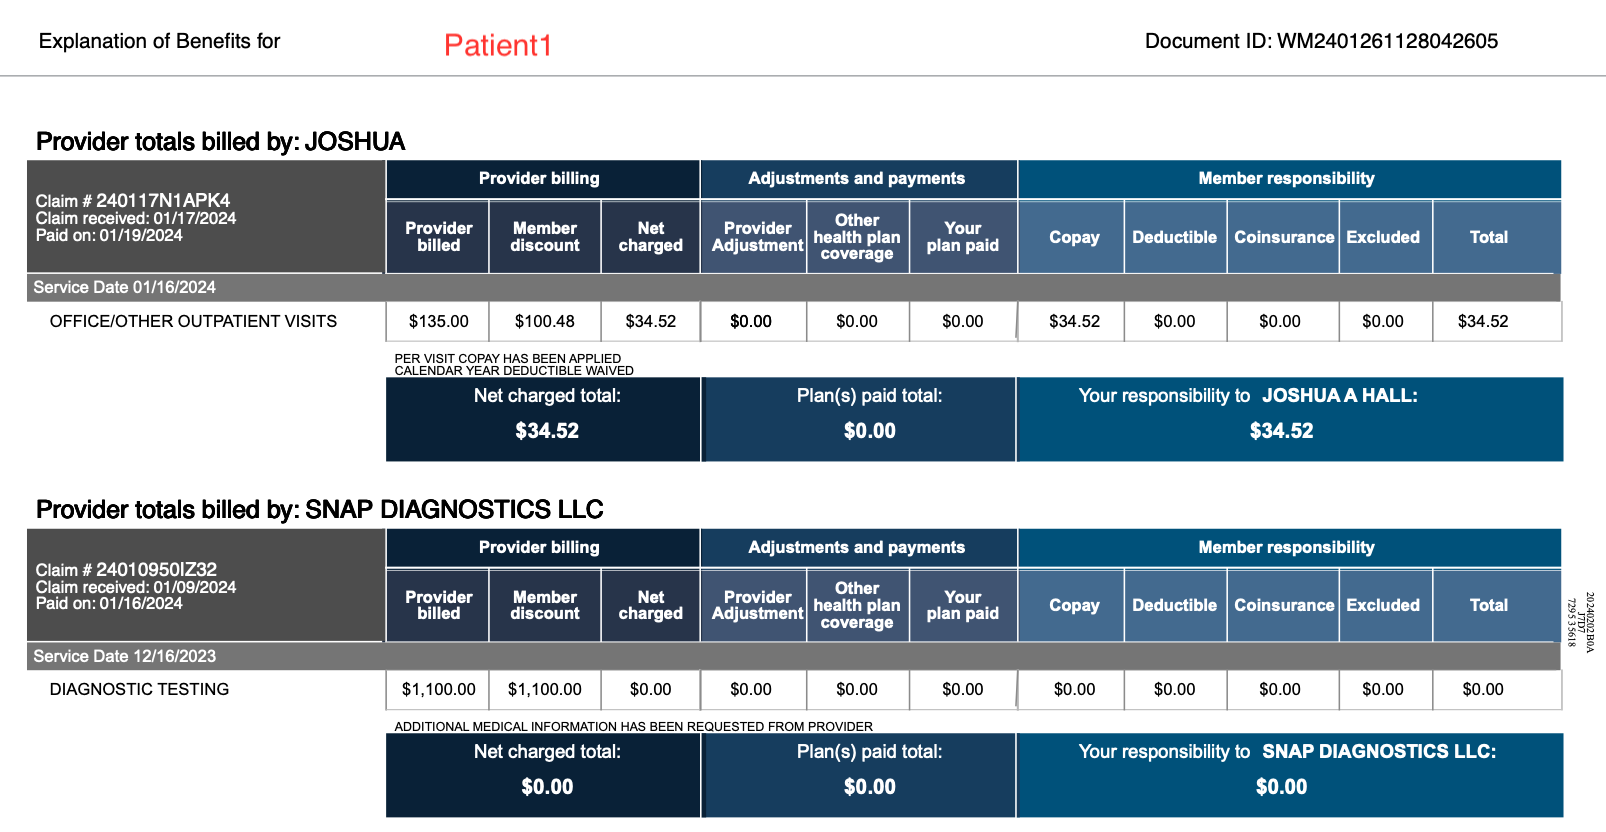 Explanation of Benefits for Patient1 Document ID: WM2401261128042605
Provider totals billed by: JOSHUA
Claim # 240117N1APK4
Claim received: 01/17/2024
Paid on: 01/19/2024
Provider billing Adjustments and payments Member responsibility
Provider billed Member discount Net charged Provider Adjustment Other health plan coverage Your plan paid Copay Deductible Coinsurance Excluded Total
Service Date 01/16/2024
OFFICE/OTHER OUTPATIENT VISITS $135.00 $100.48 $34.52 $0.00 $0.00 $0.00 $34.52 $0.00 $0.00 $0.00 $34.52
PER VISIT COPAY HAS BEEN APPLIED
CALENDAR YEAR DEDUCTIBLE WAIVED
Net charged total: Plan(s) paid total: Your responsibility to JOSHUA A HALL:
$34.52 $0.00 $34.52
Provider totals billed by: SNAP DIAGNOSTICS LLC
Claim # 24010950IZ32
Claim received: 01/09/2024
Paid on: 01/16/2024
Provider billing Adjustments and payments Member responsibility
Provider billed Member discount Net charged Provider Adjustment Other health plan coverage Your plan paid Copay Deductible Coinsurance Excluded Total
Service Date 12/16/2023
DIAGNOSTIC TESTING $1,100.00 $1,100.00 $0.00 $0.00 $0.00 $0.00 $0.00 $0.00 $0.00 $0.00 $0.00
ADDITIONAL MEDICAL INFORMATION HAS BEEN REQUESTED FROM PROVIDER
Net charged total: Plan(s) paid total: Your responsibility to SNAP DIAGNOSTICS LLC:
$0.00 $0.00 $0.00
20240202B0A
J7D7
7295 3 5618